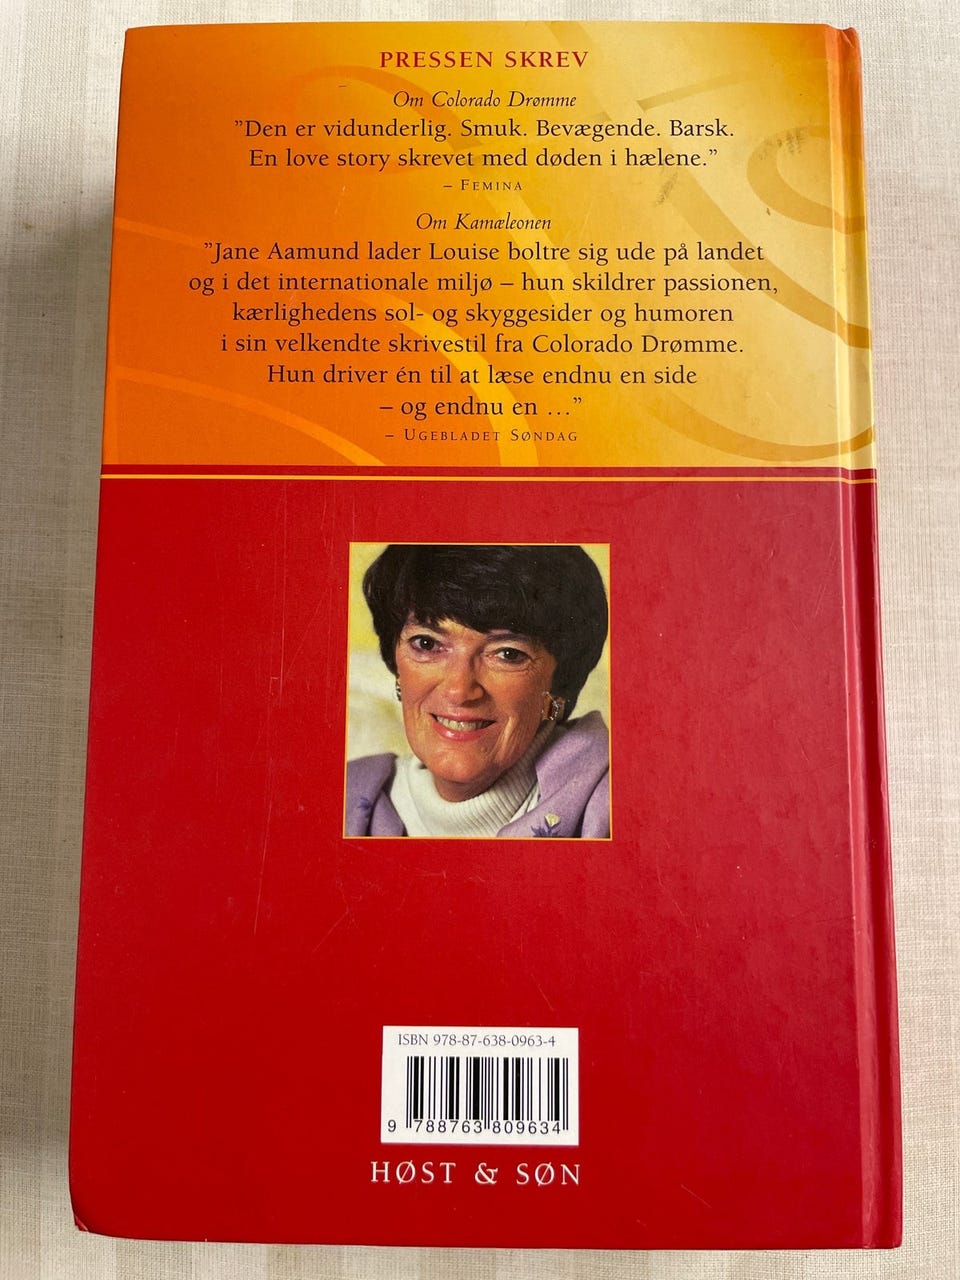 PRESSEN SKREV
Om Colorado Drømme
”Den er vidunderlig. Smuk. Bevægende. Barsk.
En love story skrevet med døden i hælene.”
– FEMINA
Om Kamæleonen
”Jane Aamund lader Louise boltre sig ude på landet
og i det internationale miljø – hun skildrer passionen,
kærlighedens sol- og skyggesider og humoren
i sin velkendte skrivestil fra Colorado Drømme.
Hun driver én til at læse endnu en side
– og endnu en ...”
– UGEBLADET SØNDAG
ISBN 978-87-638-0963-4
9 788763 809634
HØST & SØN